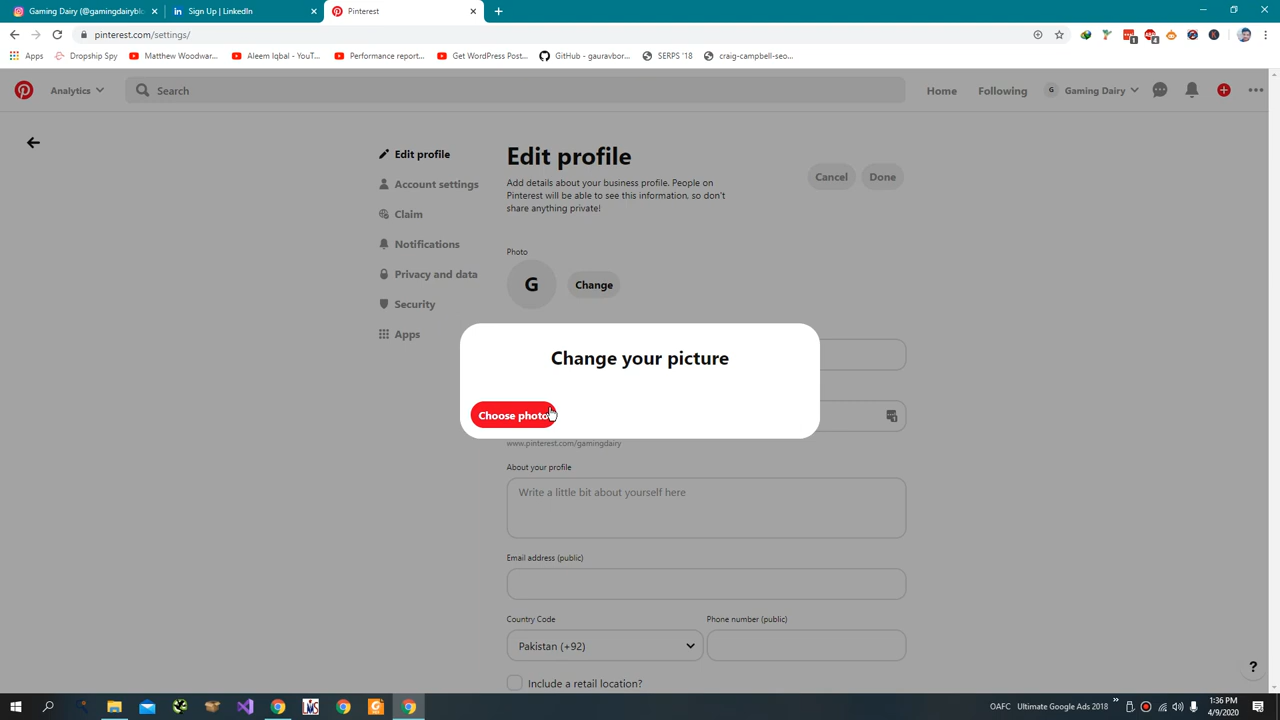 Gaming Dairy (@gamingdairyblo
Sign Up | LinkedIn
Pinterest
pinterest.com/settings/
Apps
Dropship Spy
Matthew Woodwar...
Aleem Iqbal - YouT...
Performance report...
Get WordPress Post...
GitHub - gauravbor...
SERPS '18
craig-campbell-seo...
Analytics
Search
Home
Following
G
Gaming Dairy
Edit profile
Account settings
Claim
Notifications
Privacy and data
Security
Apps
Edit profile
Add details about your business profile. People on
Pinterest will be able to see this information, so don't
share anything private!
Cancel
Done
Photo
G
Change
Change your picture
Choose photo
www.pinterest.com/gamingdairy
About your profile
Write a little bit about yourself here
Email address (public)
Country Code
Phone number (public)
Pakistan (+92)
Include a retail location?
?
OAFC
Ultimate Google Ads 2018
1:36 PM
4/9/2020